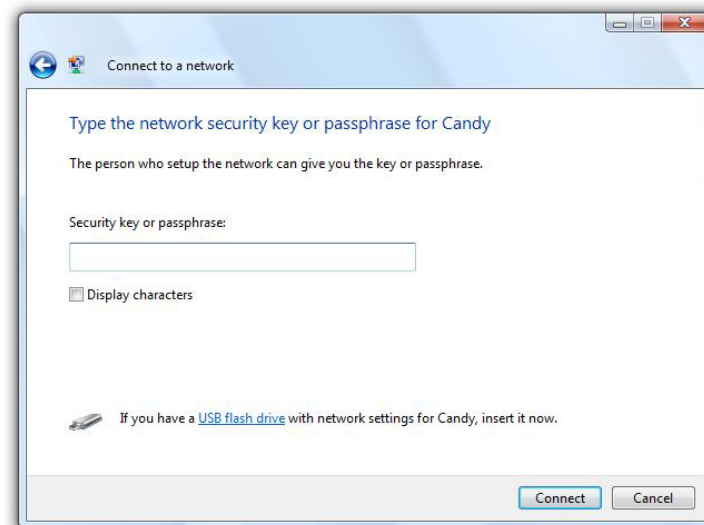 Connect to a network
Type the network security key or passphrase for Candy
The person who setup the network can give you the key or passphrase.
Security key or passphrase:
Display characters
If you have a USB flash drive with network settings for Candy, insert it now.
Connect Cancel